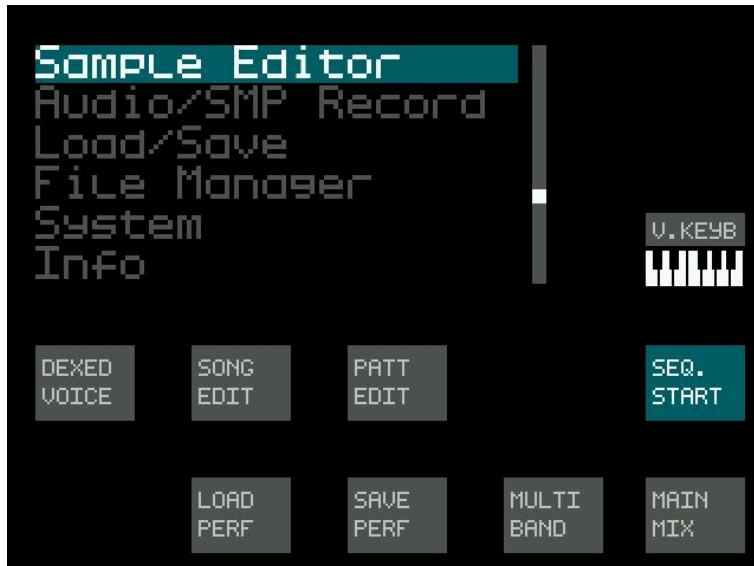 Sample Editor
Audio/SMP Record
Load/Save
File Manager
System
Info
V.KEYB
DEXED
VOICE
SONG
EDIT
PATT
EDIT
SEQ.
START
LOAD
PERF
SAVE
PERF
MULTI
BAND
MAIN
MIX